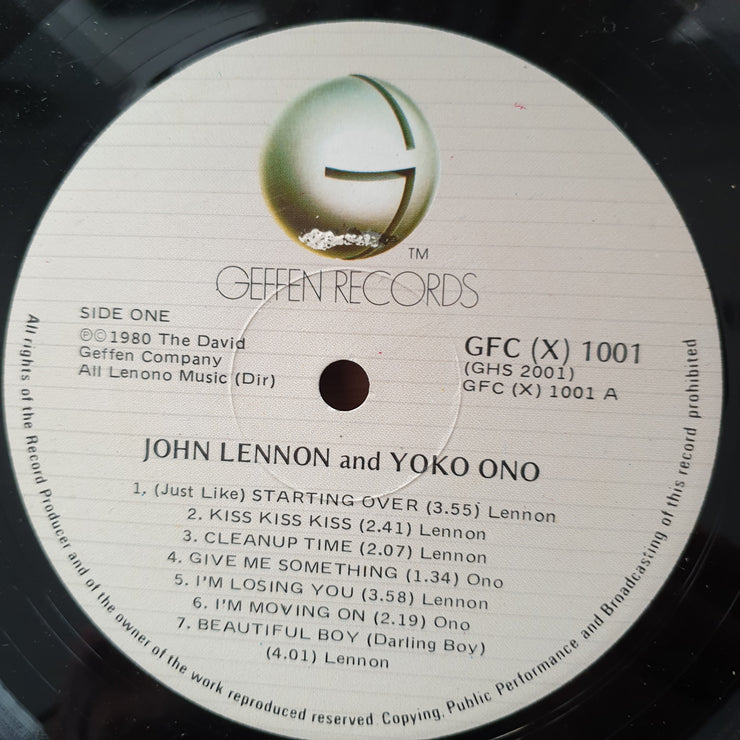 TM
GEFFEN RECORDS
SIDE ONE
℗©1980 The David
Geffen Company
All Lenono Music (Dir)
GFC (X) 1001
(GHS 2001)
GFC (X) 1001 A
JOHN LENNON and YOKO ONO
1, (Just Like) STARTING OVER (3.55) Lennon
2. KISS KISS KISS (2.41) Lennon
3. CLEANUP TIME (2.07) Lennon
4. GIVE ME SOMETHING (1.34) Ono
5. I'M LOSING YOU (3.58) Lennon
6. I'M MOVING ON (2.19) Ono
7. BEAUTIFUL BOY (Darling Boy)
(4.01) Lennon
All rights of the Record Producer and of the owner of the work reproduced reserved. Copying, Public Performance and Broadcasting of this record prohibited